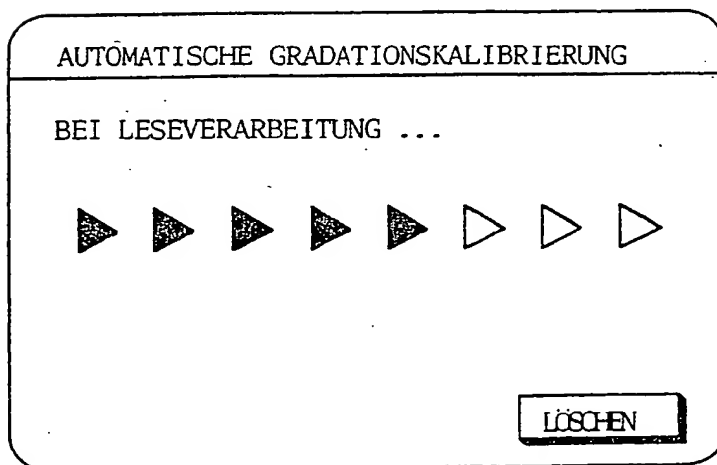 AUTOMATISCHE GRADATIONSKALIBRIERUNG
BEI LESEVERARBEITUNG ...
LÖSCHEN